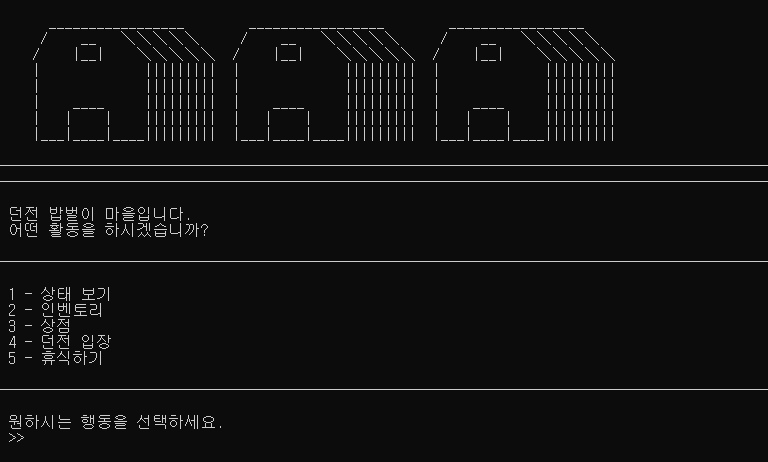 던전 밥벌이 마을입니다.
어떤 활동을 하시겠습니까?
1 - 상태 보기
2 - 인벤토리
3 - 상점
4 - 던전 입장
5 - 휴식하기
원하시는 행동을 선택하세요.
>>